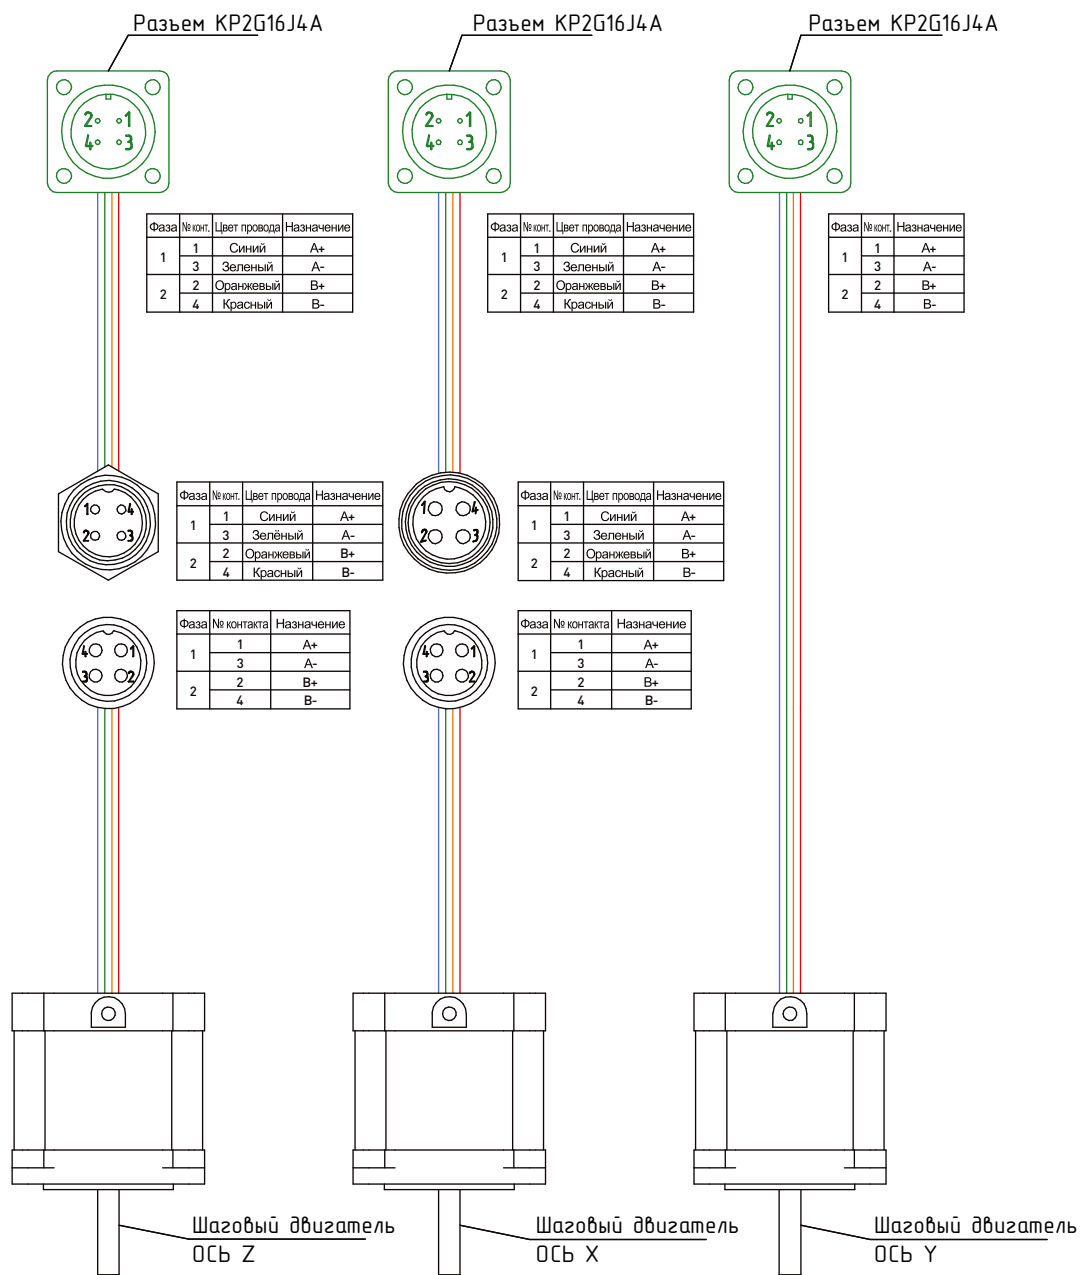 Разъем KP2G16J4A
Разъем KP2G16J4A
Разъем KP2G16J4A
2 1
4 3
2 1
4 3
2 1
4 3
Фаза № конт. Цвет провода Назначение
1 1 Синий A+
3 Зеленый A-
2 2 Оранжевый B+
4 Красный B-
Фаза № конт. Цвет провода Назначение
1 1 Синий A+
3 Зеленый A-
2 2 Оранжевый B+
4 Красный B-
Фаза № конт. Назначение
1 1 A+
3 A-
2 2 B+
4 B-
1 4
2 3
Фаза № конт. Цвет провода Назначение
1 1 Синий A+
3 Зелёный A-
2 2 Оранжевый B+
4 Красный B-
1 4
2 3
Фаза № конт. Цвет провода Назначение
1 1 Синий A+
3 Зеленый A-
2 2 Оранжевый B+
4 Красный B-
4 1
3 2
Фаза № контакта Назначение
1 1 A+
3 A-
2 2 B+
4 B-
4 1
3 2
Фаза № контакта Назначение
1 1 A+
3 A-
2 2 B+
4 B-
Шаговый двигатель
ОСЬ Z
Шаговый двигатель
ОСЬ X
Шаговый двигатель
ОСЬ Y